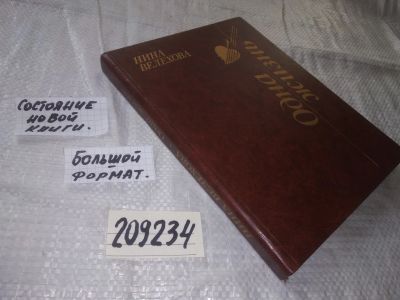 НИНА
ВЕЛЕХОВА
СОСТОЯНИЕ
НОВОЙ
КНИГИ.
БОЛЬШОЙ
ФОРМАТ.
209234